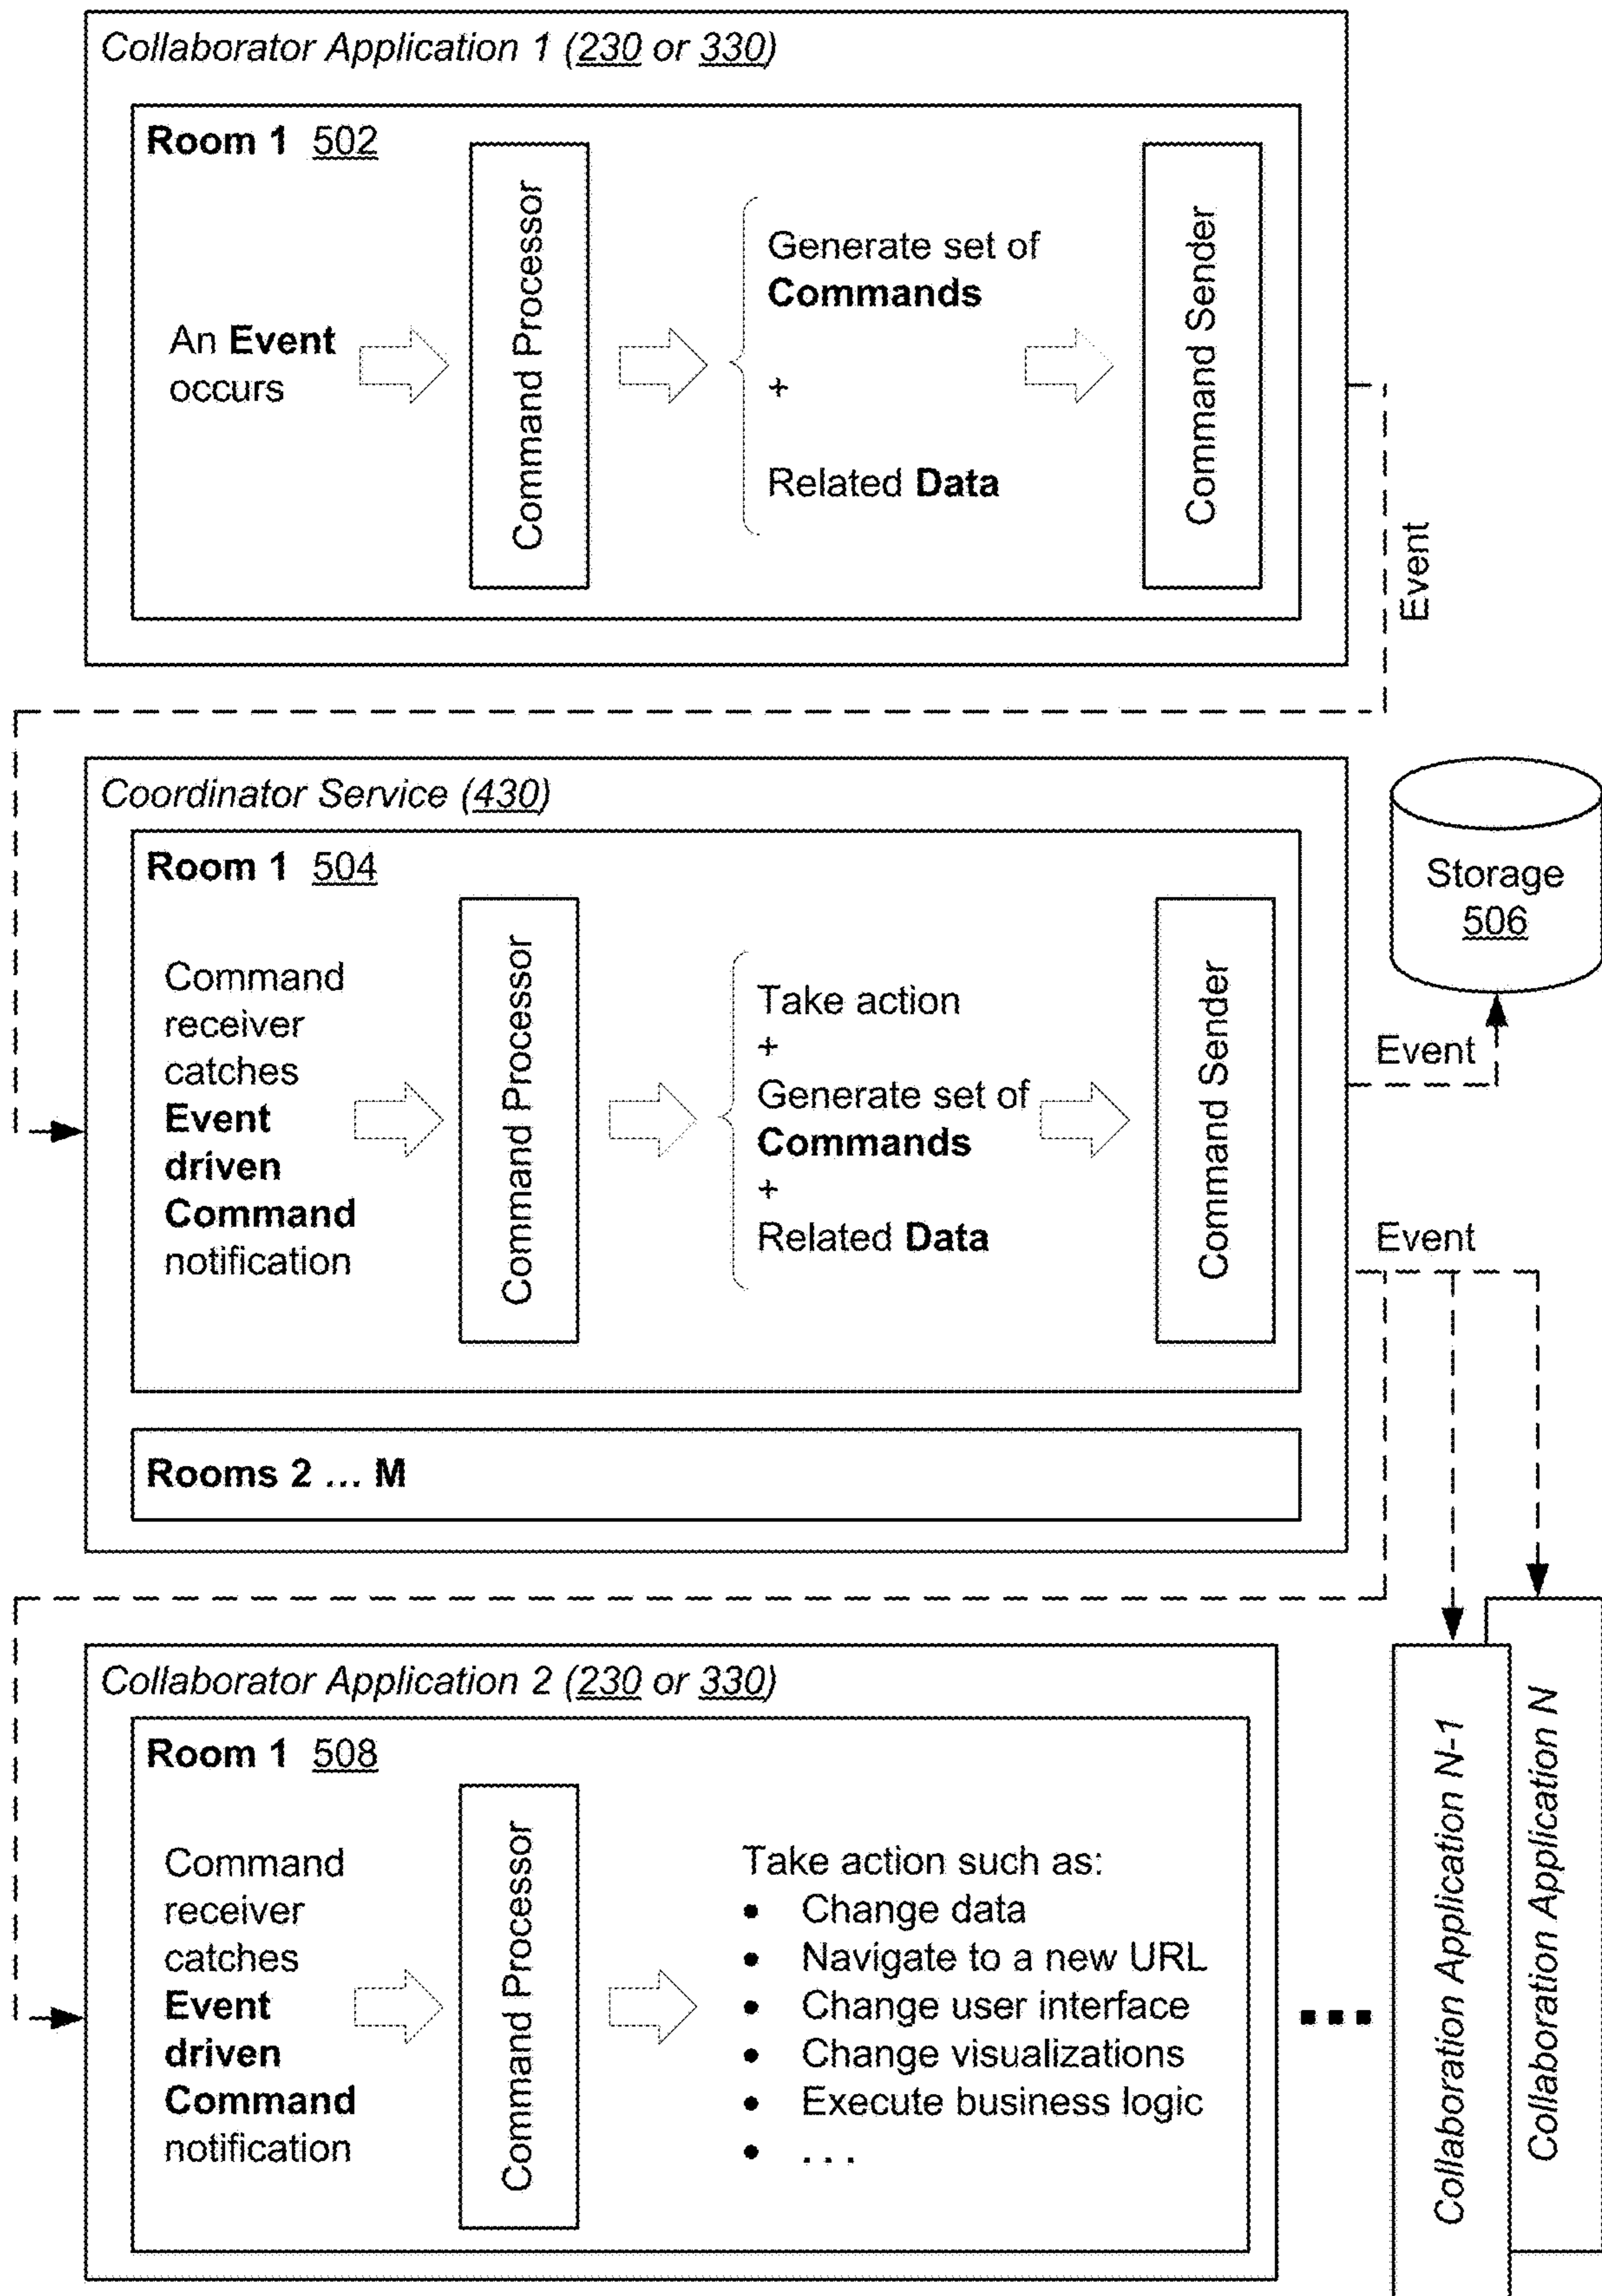 Collaborator Application 1 (230 or 330)
Room 1 502
An Event
occurs
Command Processor
Generate set of
Commands
+
Related Data
Command Sender
Event
Coordinator Service (430)
Room 1 504
Command
receiver
catches
Event
driven
Command
notification
Command Processor
Take action
+
Generate set of
Commands
+
Related Data
Command Sender
Storage
506
Event
Event
Rooms 2 ... M
Collaborator Application 2 (230 or 330)
Room 1 508
Command
receiver
catches
Event
driven
Command
notification
Command Processor
Take action such as:
• Change data
• Navigate to a new URL
• Change user interface
• Change visualizations
• Execute business logic
• . . .
Collaboration Application N-1
Collaboration Application N